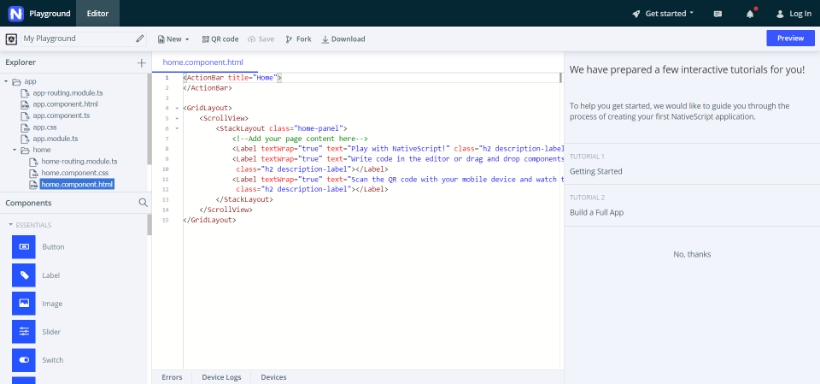 N Playground Editor Get started Log In
My Playground New QR code Save Fork Download Preview
Explorer
app
app-routing.module.ts
app.component.html
app.component.ts
app.css
app.module.ts
home
home-routing.module.ts
home.component.css
home.component.html
Components
ESSENTIALS
Button
Label
Image
Slider
Switch
home.component.html
1 <ActionBar title="Home">
2 </ActionBar>
3
4 <GridLayout>
5 <ScrollView>
6 <StackLayout class="home-panel">
7 <!--Add your page content here-->
8 <Label textWrap="true" text="Play with NativeScript!" class="h2 description-label
9 <Label textWrap="true" text="Write code in the editor or drag and drop components
10 class="h2 description-label"></Label>
11 <Label textWrap="true" text="Scan the QR code with your mobile device and watch t
12 class="h2 description-label"></Label>
13 </StackLayout>
14 </ScrollView>
15 </GridLayout>
Errors Device Logs Devices
We have prepared a few interactive tutorials for you!
To help you get started, we would like to guide you through the
process of creating your first NativeScript application.
TUTORIAL 1
Getting Started
TUTORIAL 2
Build a Full App
No, thanks